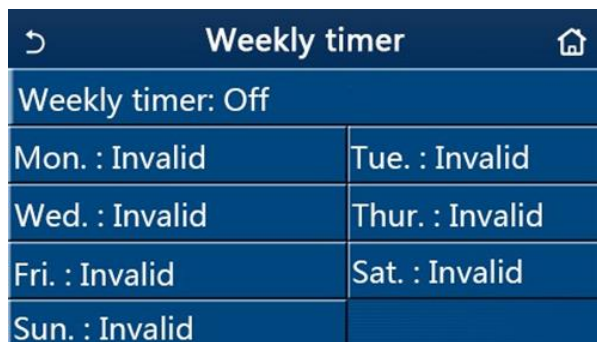 Weekly timer
Weekly timer: Off
Mon. : Invalid
Tue. : Invalid
Wed. : Invalid
Thur. : Invalid
Fri. : Invalid
Sat. : Invalid
Sun. : Invalid